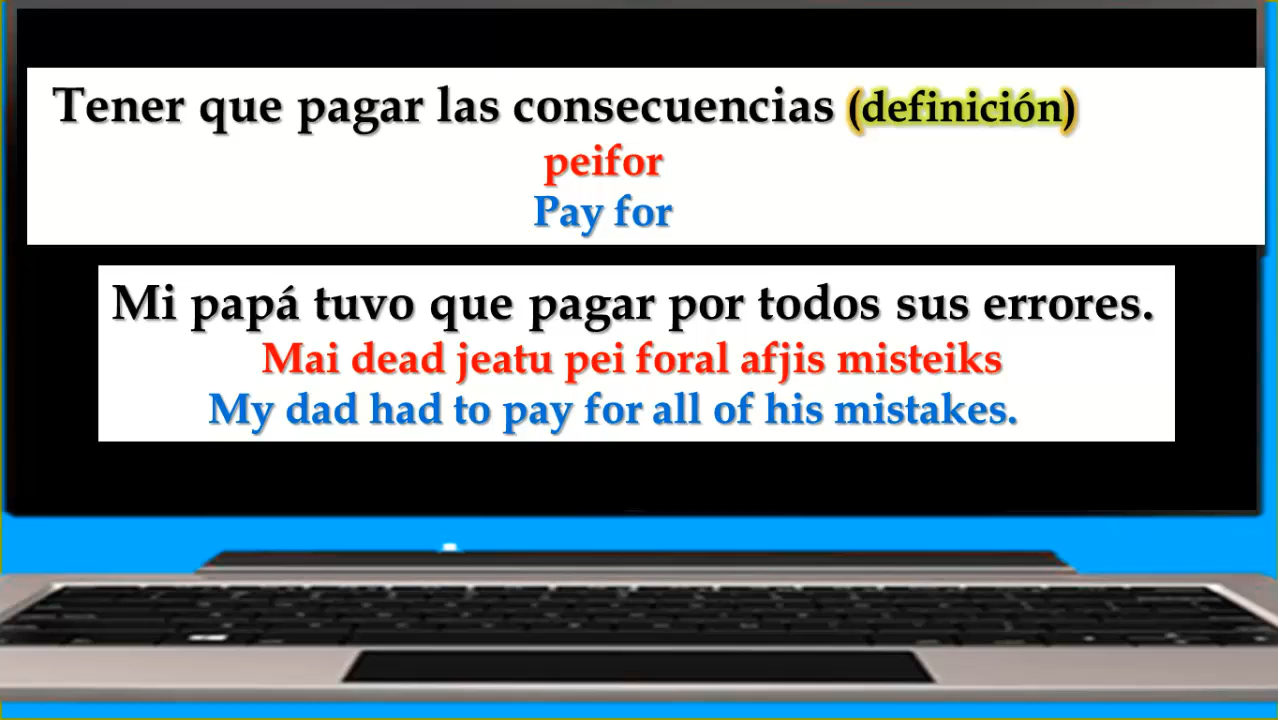 Tener que pagar las consecuencias (definición)
peifor
Pay for
Mi papá tuvo que pagar por todos sus errores.
Mai dead jeatu pei foral afjis misteiks
My dad had to pay for all of his mistakes.